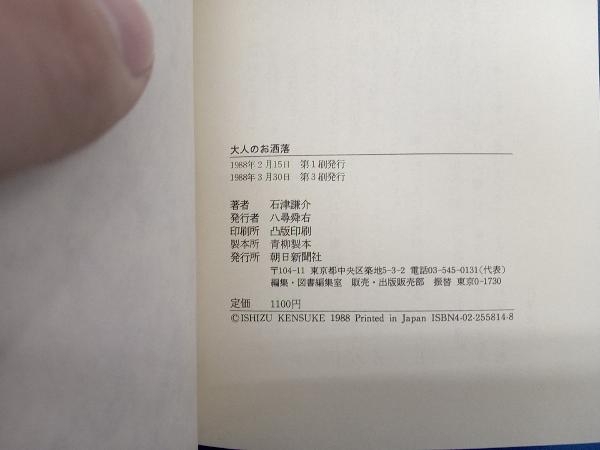 大人のお洒落
1988年2月15日 第1刷発行
1988年3月30日 第3刷発行
著者 石津謙介
発行者 八尋舜右
印刷所 凸版印刷
製本所 青柳製本
発行所 朝日新聞社
〒104-11 東京都中央区築地5-3-2 電話03-545-0131(代表)
編集・図書編集室 販売・出版販売部 振替 東京0-1730
定価 1100円
©ISHIZU KENSUKE 1988 Printed in Japan ISBN4-02-255814-8